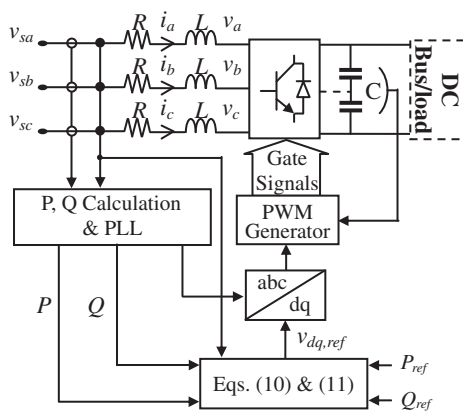 v_sa R i_a L v_a
v_sb R i_b L v_b
v_sc R i_c L v_c
C
DC
Bus/load
Gate
Signals
P, Q Calculation
& PLL
PWM
Generator
abc
dq
P Q
v_dq,ref
Eqs. (10) & (11)
P_ref
Q_ref